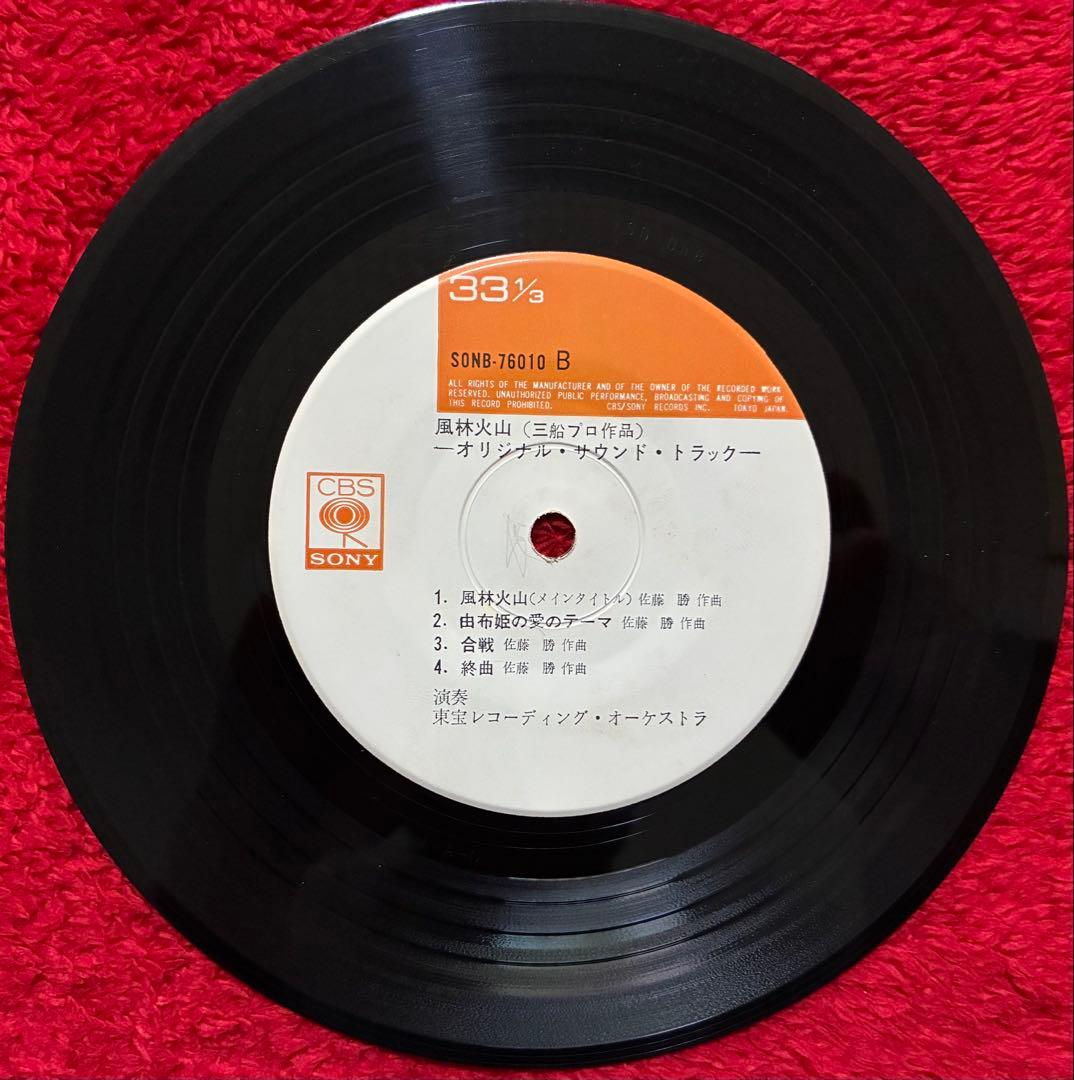 33 1/3
SONB-76010 B
ALL RIGHTS OF THE MANUFACTURER AND OF THE OWNER OF THE RECORDED WORK
RESERVED. UNAUTHORIZED PUBLIC PERFORMANCE, BROADCASTING AND COPYING OF
THIS RECORD PROHIBITED. CBS/SONY RECORDS INC. TOKYO JAPAN.
風林火山(三船プロ作品)
―オリジナル・サウンド・トラック―
CBS
SONY
1. 風林火山(メインタイトル) 佐藤 勝 作曲
2. 由布姫の愛のテーマ 佐藤 勝 作曲
3. 合戦 佐藤 勝 作曲
4. 終曲 佐藤 勝 作曲
演奏
東宝レコーディング・オーケストラ